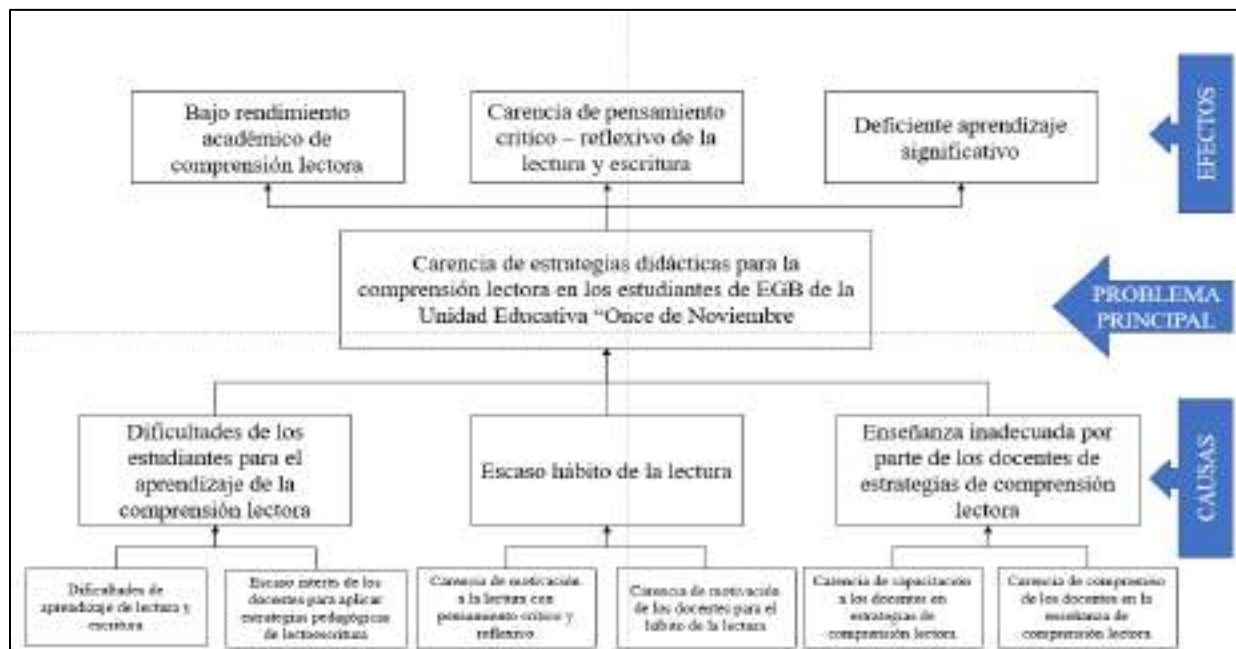 Bajo rendimiento
académico de
comprensión lectora
Carencia de pensamiento
crítico – reflexivo de la
lectura y escritura
Deficiente aprendizaje
significativo
EFECTOS
Carencia de estrategias didácticas para la
comprensión lectora en los estudiantes de EGB de la
Unidad Educativa “Once de Noviembre
PROBLEMA
PRINCIPAL
Dificultades de los
estudiantes para el
aprendizaje de la
comprensión lectora
Escaso hábito de la lectura
Enseñanza inadecuada por
parte de los docentes de
estrategias de comprensión
lectora
CAUSAS
Dificultades de
aprendizaje de lectura y
escritura
Escaso interés de los
docentes para aplicar
estrategias pedagógicas
de lectoescritura
Carencia de motivación
a la lectura con
pensamiento crítico y
reflexivo
Carencia de motivación
de los docentes para el
hábito de la lectura
Carencia de capacitación
a los docentes en
estrategias de
comprensión lectora
Carencia de compromiso
de los docentes en la
enseñanza de
comprensión lectora